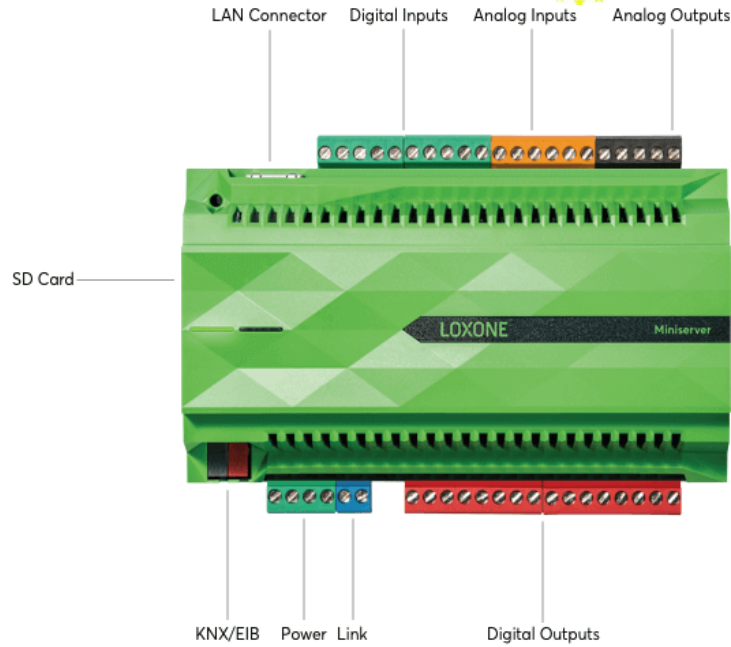 LAN Connector
Digital Inputs
Analog Inputs
Analog Outputs
SD Card
LOXONE
Miniserver
KNX/EIB
Power
Link
Digital Outputs